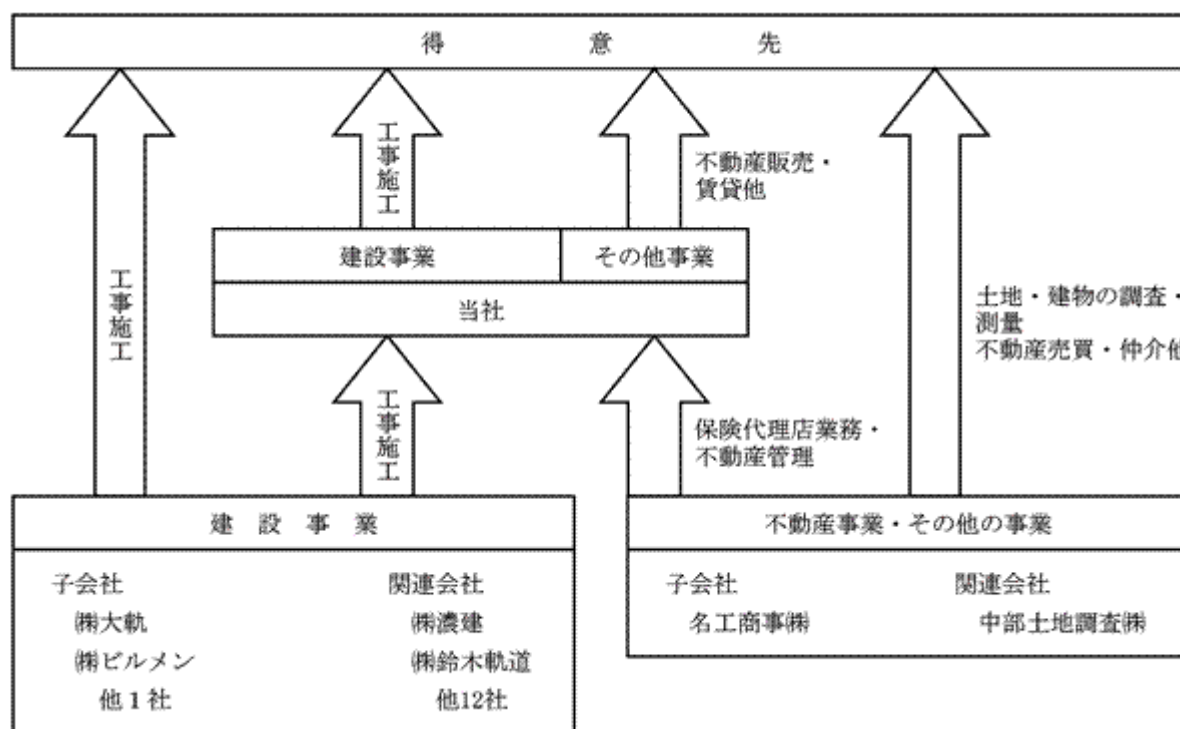 得意先
工事施工
工事施工
不動産販売・
賃貸他
建設事業
その他事業
当社
工事施工
土地・建物の調査・
測量
不動産売買・仲介他
工事施工
保険代理店業務・
不動産管理
建設事業
不動産事業・その他の事業
子会社
㈱大軌
㈱ビルメン
他1社
関連会社
㈱濃建
㈱鈴木軌道
他12社
子会社
名工商事㈱
関連会社
中部土地調査㈱